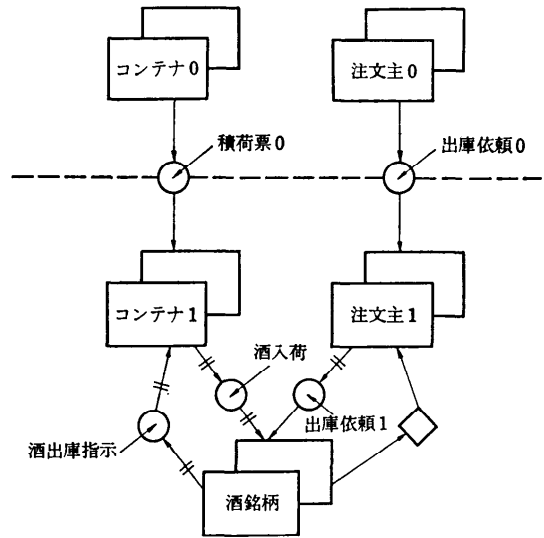 コンテナ0
注文主0
積荷票0
出庫依頼0
コンテナ1
注文主1
酒入荷
出庫依頼1
酒出庫指示
酒銘柄